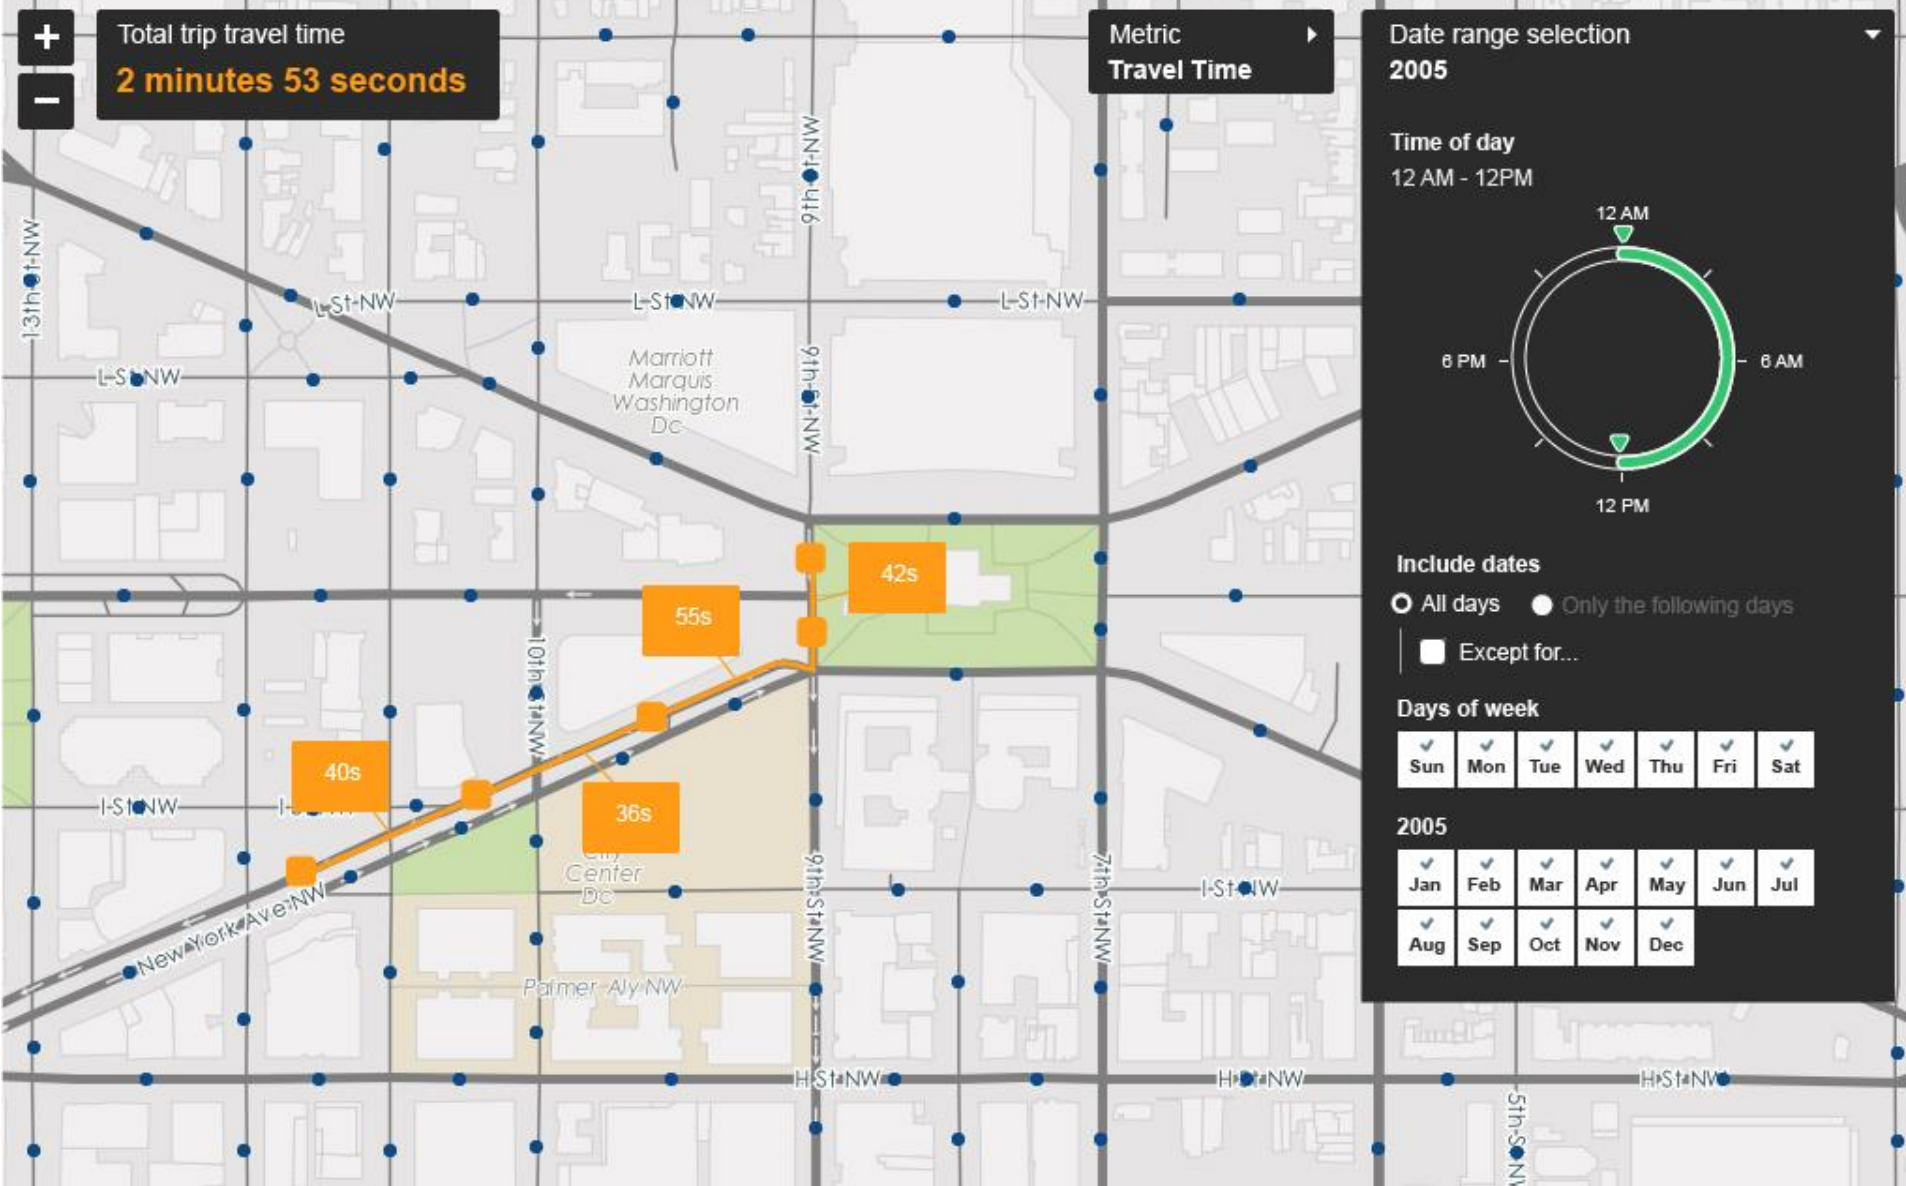 +
−
Total trip travel time
2 minutes 53 seconds
Metric
Travel Time
Date range selection
2005
Time of day
12 AM - 12PM
12 AM
6 PM
6 AM
12 PM
Include dates
All days
Only the following days
Except for...
Days of week
Sun Mon Tue Wed Thu Fri Sat
2005
Jan Feb Mar Apr May Jun Jul
Aug Sep Oct Nov Dec
9th St NW
13th St NW
L St NW
L St NW
L St NW
L St NW
Marriott
Marquis
Washington
Dc
9th St NW
42s
55s
10th St NW
40s
36s
I St NW
City
Center
Dc
New York Ave NW
9th St NW
7th St NW
I St NW
Palmer Aly NW
H St NW
H St NW
H St NW
5th St NW